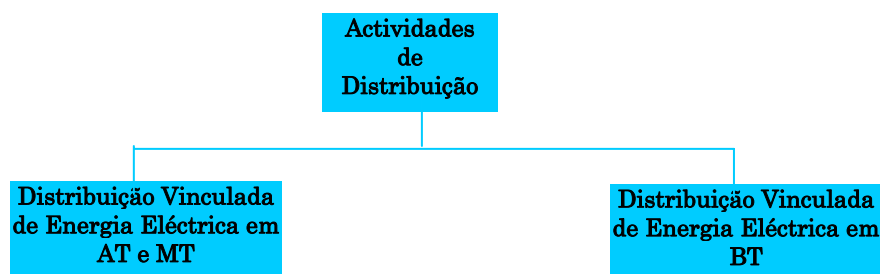 Actividades
de
Distribuição
Distribuição Vinculada
de Energia Eléctrica em
AT e MT
Distribuição Vinculada
de Energia Eléctrica em
BT